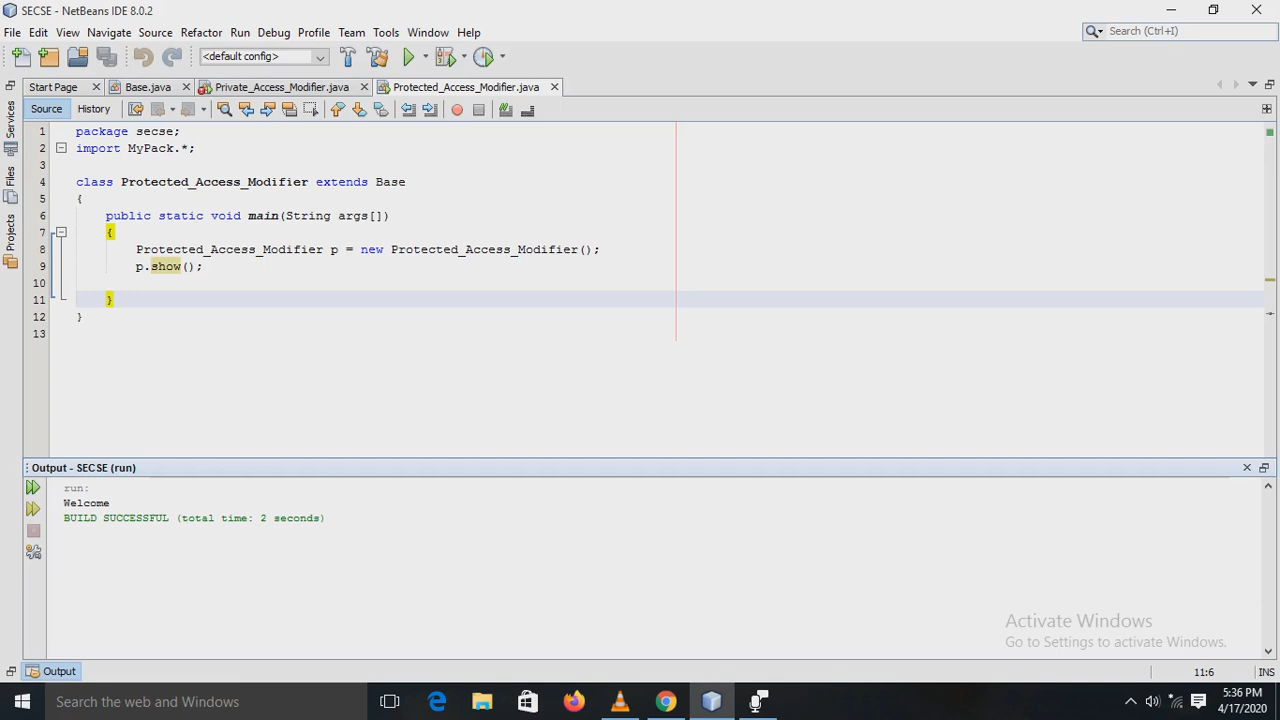 SECSE - NetBeans IDE 8.0.2
File Edit View Navigate Source Refactor Run Debug Profile Team Tools Window Help
Search (Ctrl+I)
<default config>
Start Page Base.java Private_Access_Modifier.java Protected_Access_Modifier.java
Source History
Services
Files
Projects
1 package secse;
2 import MyPack.*;
3
4 class Protected_Access_Modifier extends Base
5 {
6 public static void main(String args[])
7 {
8 Protected_Access_Modifier p = new Protected_Access_Modifier();
9 p.show();
10
11 }
12 }
13
Output - SECSE (run)
run:
Welcome
BUILD SUCCESSFUL (total time: 2 seconds)
Activate Windows
Go to Settings to activate Windows.
Output
11:6 INS
Search the web and Windows
5:36 PM
4/17/2020